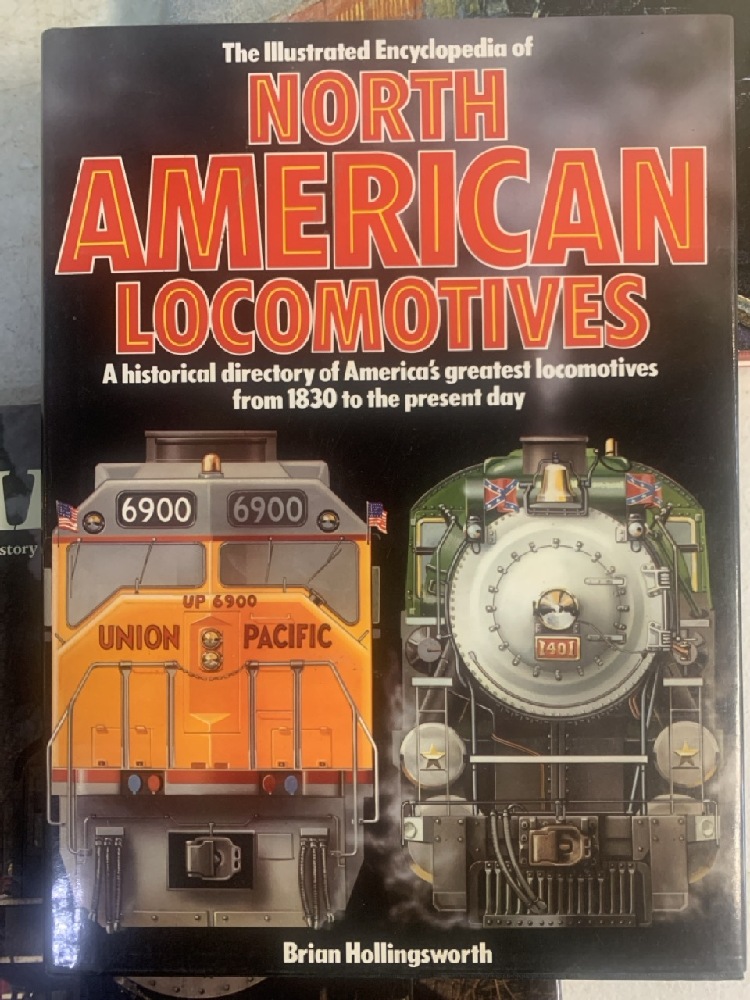 The Illustrated Encyclopedia of
NORTH
AMERICAN
LOCOMOTIVES
A historical directory of America's greatest locomotives
from 1830 to the present day
6900 6900
UP 6900
UNION PACIFIC
1401
Brian Hollingsworth
story